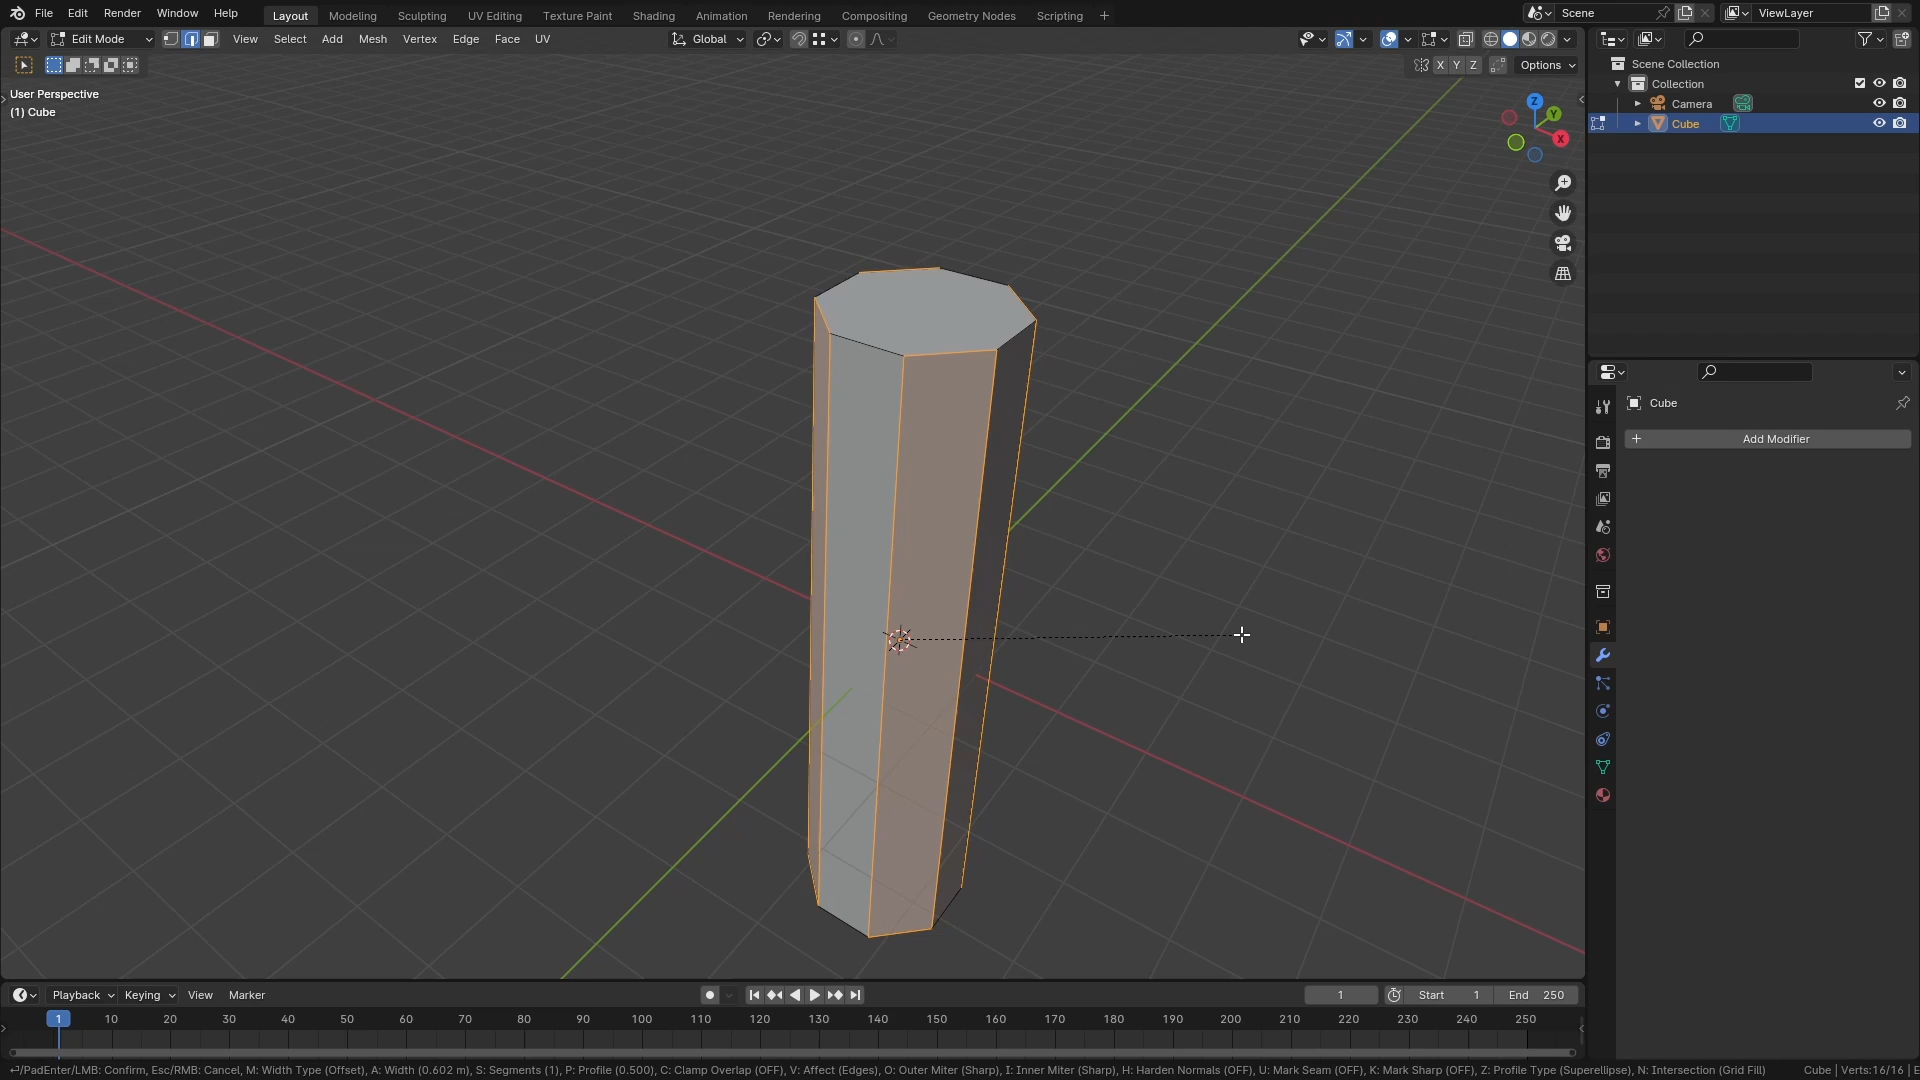 File Edit Render Window Help Layout Modeling Sculpting UV Editing Texture Paint Shading Animation Rendering Compositing Geometry Nodes Scripting + Scene ViewLayer
Edit Mode View Select Add Mesh Vertex Edge Face UV Global
X Y Z Options
User Perspective
(1) Cube
Z
Y
X
Scene Collection
Collection
Camera
Cube
Cube
+ Add Modifier
Playback Keying View Marker 1 Start 1 End 250
1 10 20 30 40 50 60 70 80 90 100 110 120 130 140 150 160 170 180 190 200 210 220 230 240 250
/PadEnter/LMB: Confirm, Esc/RMB: Cancel, M: Width Type (Offset), A: Width (0.602 m), S: Segments (1), P: Profile (0.500), C: Clamp Overlap (OFF), V: Affect (Edges), O: Outer Miter (Sharp), I: Inner Miter (Sharp), H: Harden Normals (OFF), U: Mark Seam (OFF), K: Mark Sharp (OFF), Z: Profile Type (Superellipse), N: Intersection (Grid Fill) Cube | Verts:16/16 | E